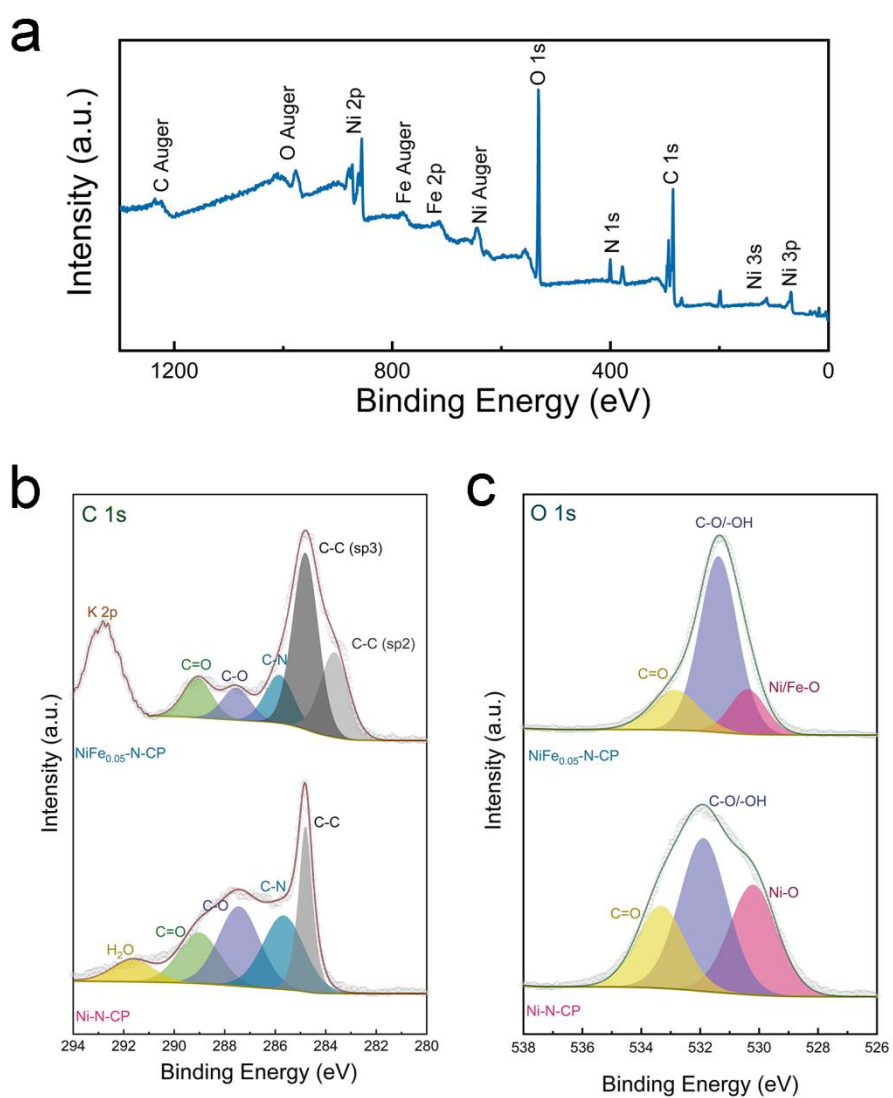 a
Intensity (a.u.)
C Auger
O Auger
Ni 2p
Fe Auger
Fe 2p
Ni Auger
O 1s
N 1s
C 1s
Ni 3s
Ni 3p
1200
800
400
0
Binding Energy (eV)
b
C 1s
Intensity (a.u.)
K 2p
C=O
C-O
C-N
C-C (sp3)
C-C (sp2)
NiFe0.05-N-CP
H2O
C=O
C-O
C-N
C-C
Ni-N-CP
294 292 290 288 286 284 282 280
Binding Energy (eV)
c
O 1s
Intensity (a.u.)
C-O/-OH
C=O
Ni/Fe-O
NiFe0.05-N-CP
C-O/-OH
C=O
Ni-O
Ni-N-CP
538 536 534 532 530 528 526
Binding Energy (eV)